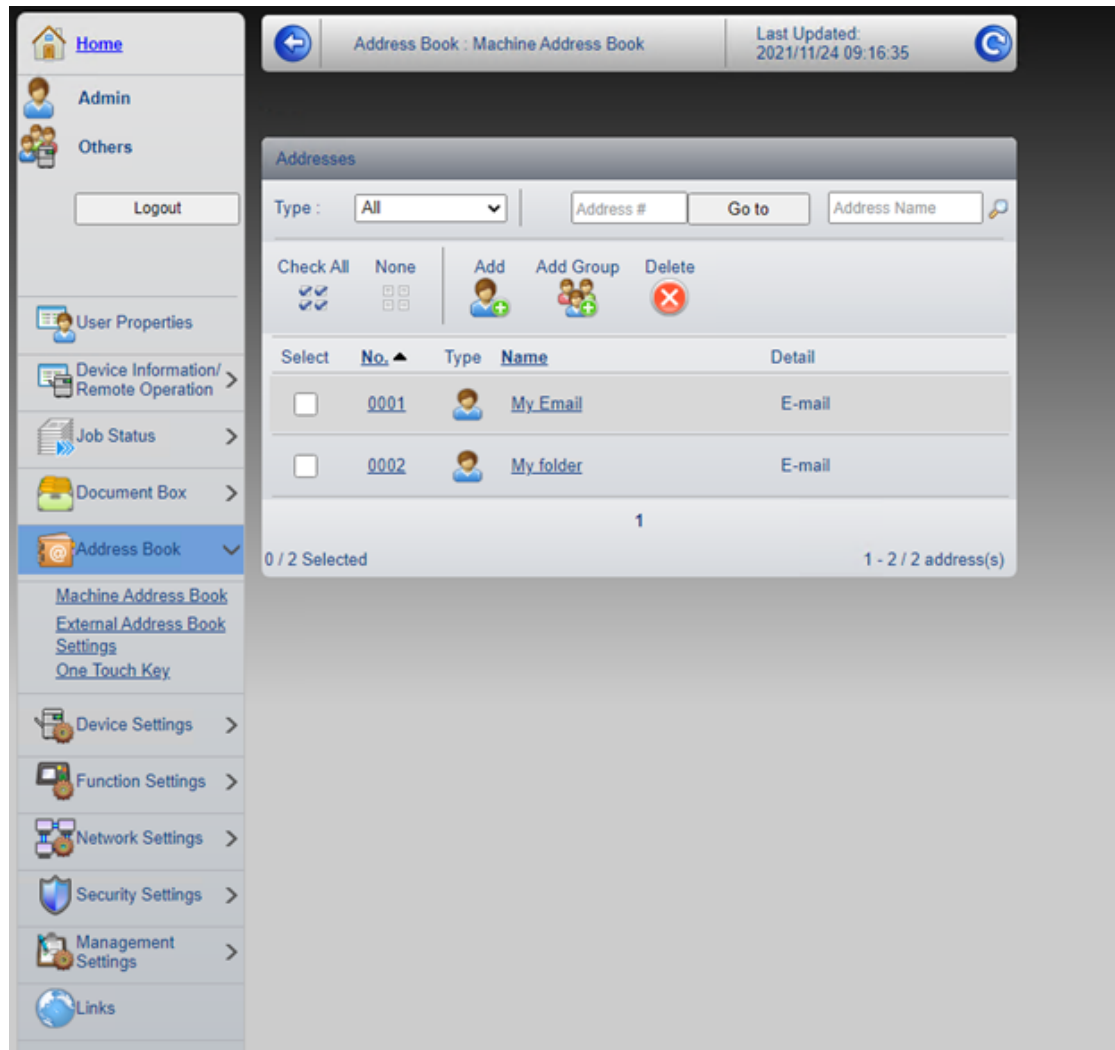 Home
Admin
Others
Logout
User Properties
Device Information/
Remote Operation
Job Status
Document Box
Address Book
Machine Address Book
External Address Book
Settings
One Touch Key
Device Settings
Function Settings
Network Settings
Security Settings
Management
Settings
Links
Address Book : Machine Address Book
Last Updated:
2021/11/24 09:16:35
Addresses
Type : All Address # Go to Address Name
Check All None Add Add Group Delete
Select No. Type Name Detail
0001 My Email E-mail
0002 My folder E-mail
1
0 / 2 Selected 1 - 2 / 2 address(s)